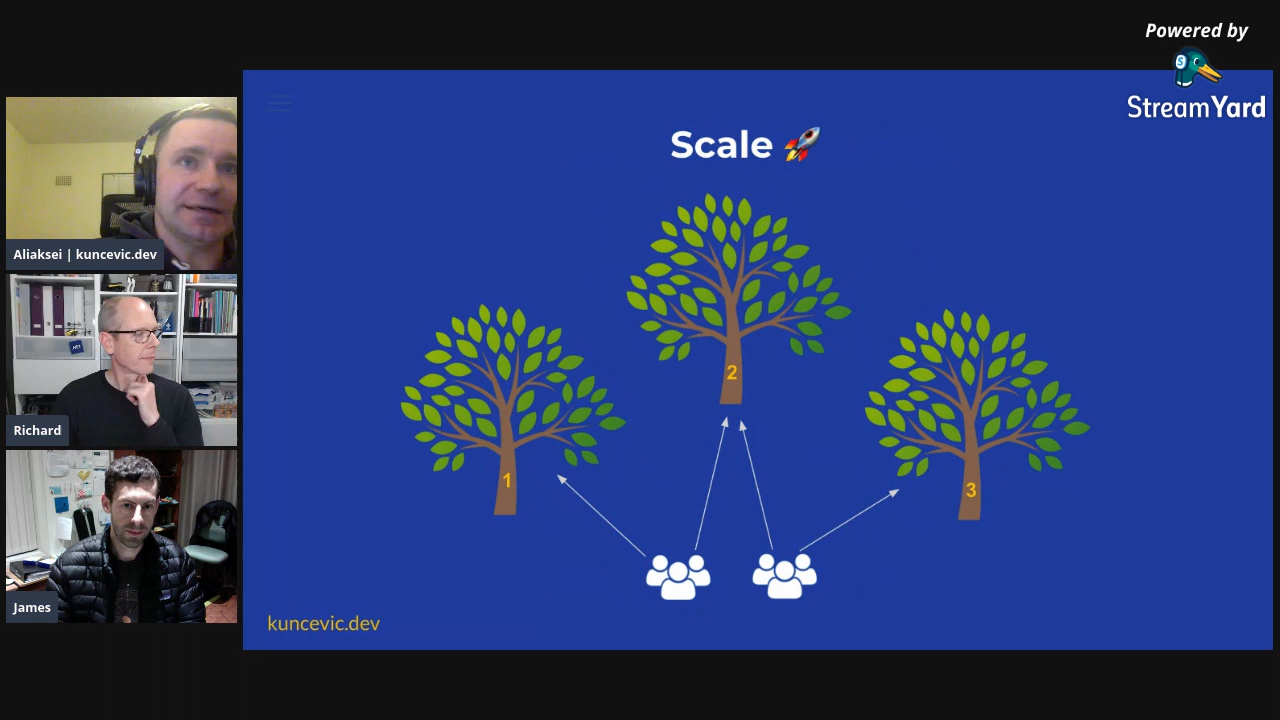 Powered by
StreamYard
Scale 🚀
2
1
3
kuncevic.dev
Aliaksei | kuncevic.dev
Richard
James